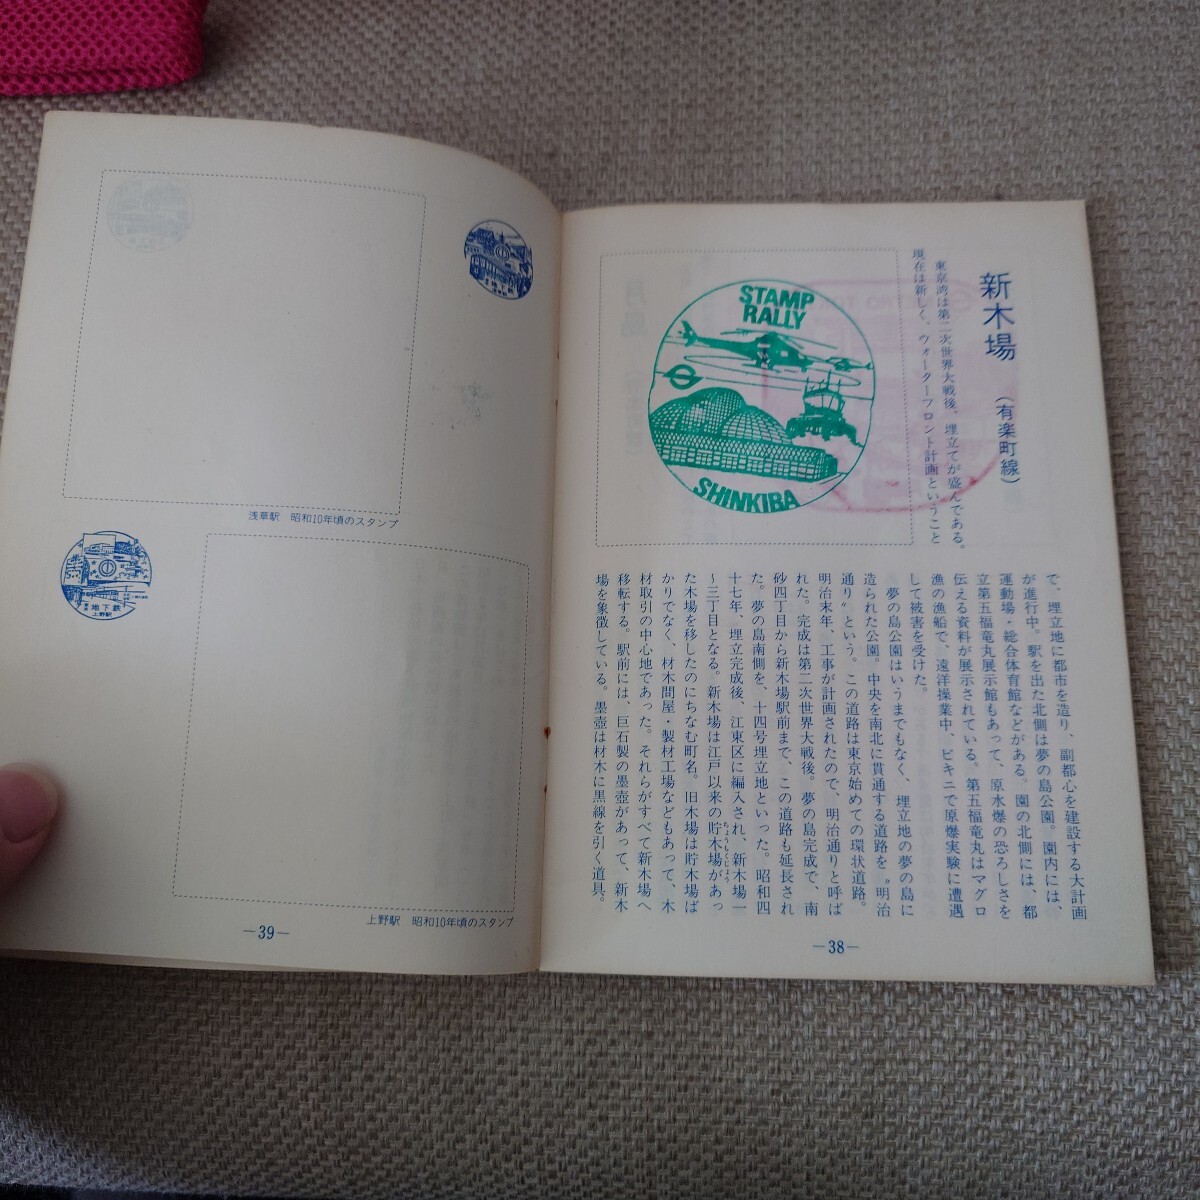 新木場
（有楽町線）
東京湾は第二次世界大戦後、埋立てが盛んである。
現在は新しく、ウォーターフロント計画ということ
で、埋立地に都市を造り、副都心を建設する大計画
が進行中。駅を出た北側は夢の島公園。園内には、
運動場・総合体育館などがある。園の北側には、都
立第五福竜丸展示館もあって、原水爆の恐ろしさを
伝える資料が展示されている。第五福竜丸はマグロ
漁の漁船で、遠洋操業中、ビキニで原爆実験に遭遇
して被害を受けた。
夢の島公園はいうまでもなく、埋立地の夢の島に
造られた公園。中央を南北に貫通する道路を〝明治
通り〟という。この道路は東京始めての環状道路。
明治末年、工事が計画されたので、明治通りと呼ば
れた。完成は第二次世界大戦後。夢の島完成で、南
砂四丁目から新木場駅前まで、この道路も延長され
た。夢の島南側を、十四号埋立地といった。昭和四
十七年、埋立完成後、江東区に編入され、新木場一
～三丁目となる。新木場は江戸以来の貯木場があっ
た木場を移したのにちなむ町名。旧木場は貯木場ば
かりでなく、材木問屋・製材工場などもあって、木
材取引の中心地であった。それらがすべて新木場へ
移転する。駅前には、巨石製の墨壺があって、新木
場を象徴している。墨壺は材木に黒線を引く道具。
STAMP
RALLY
SHINKIBA
―38―
地下鉄
浅草駅 昭和10年頃のスタンプ
地下鉄
上野駅
上野駅 昭和10年頃のスタンプ
―39―